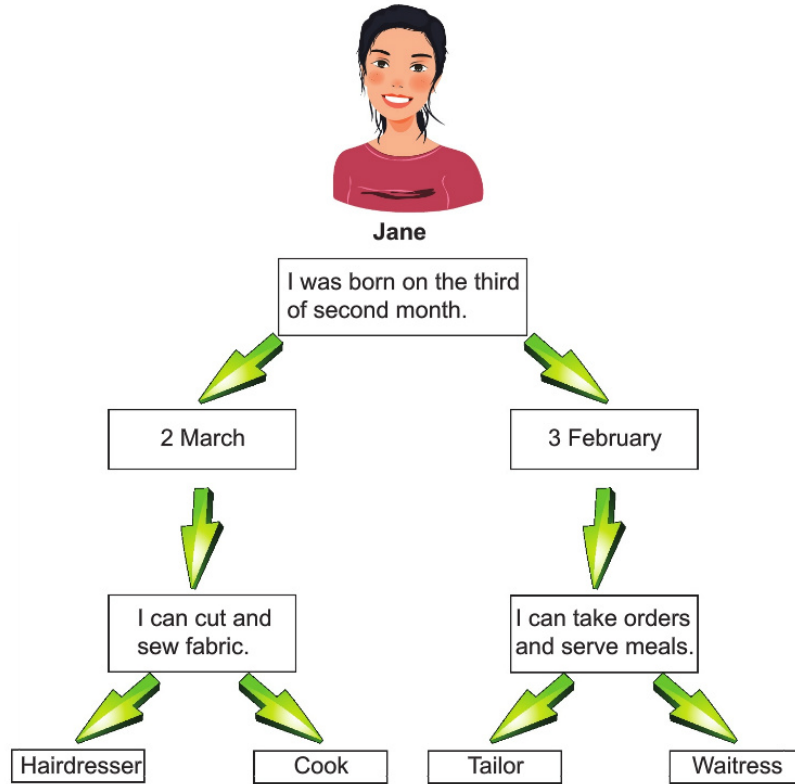 Jane
I was born on the third
of second month.
2 March
3 February
I can cut and
sew fabric.
I can take orders
and serve meals.
Hairdresser
Cook
Tailor
Waitress